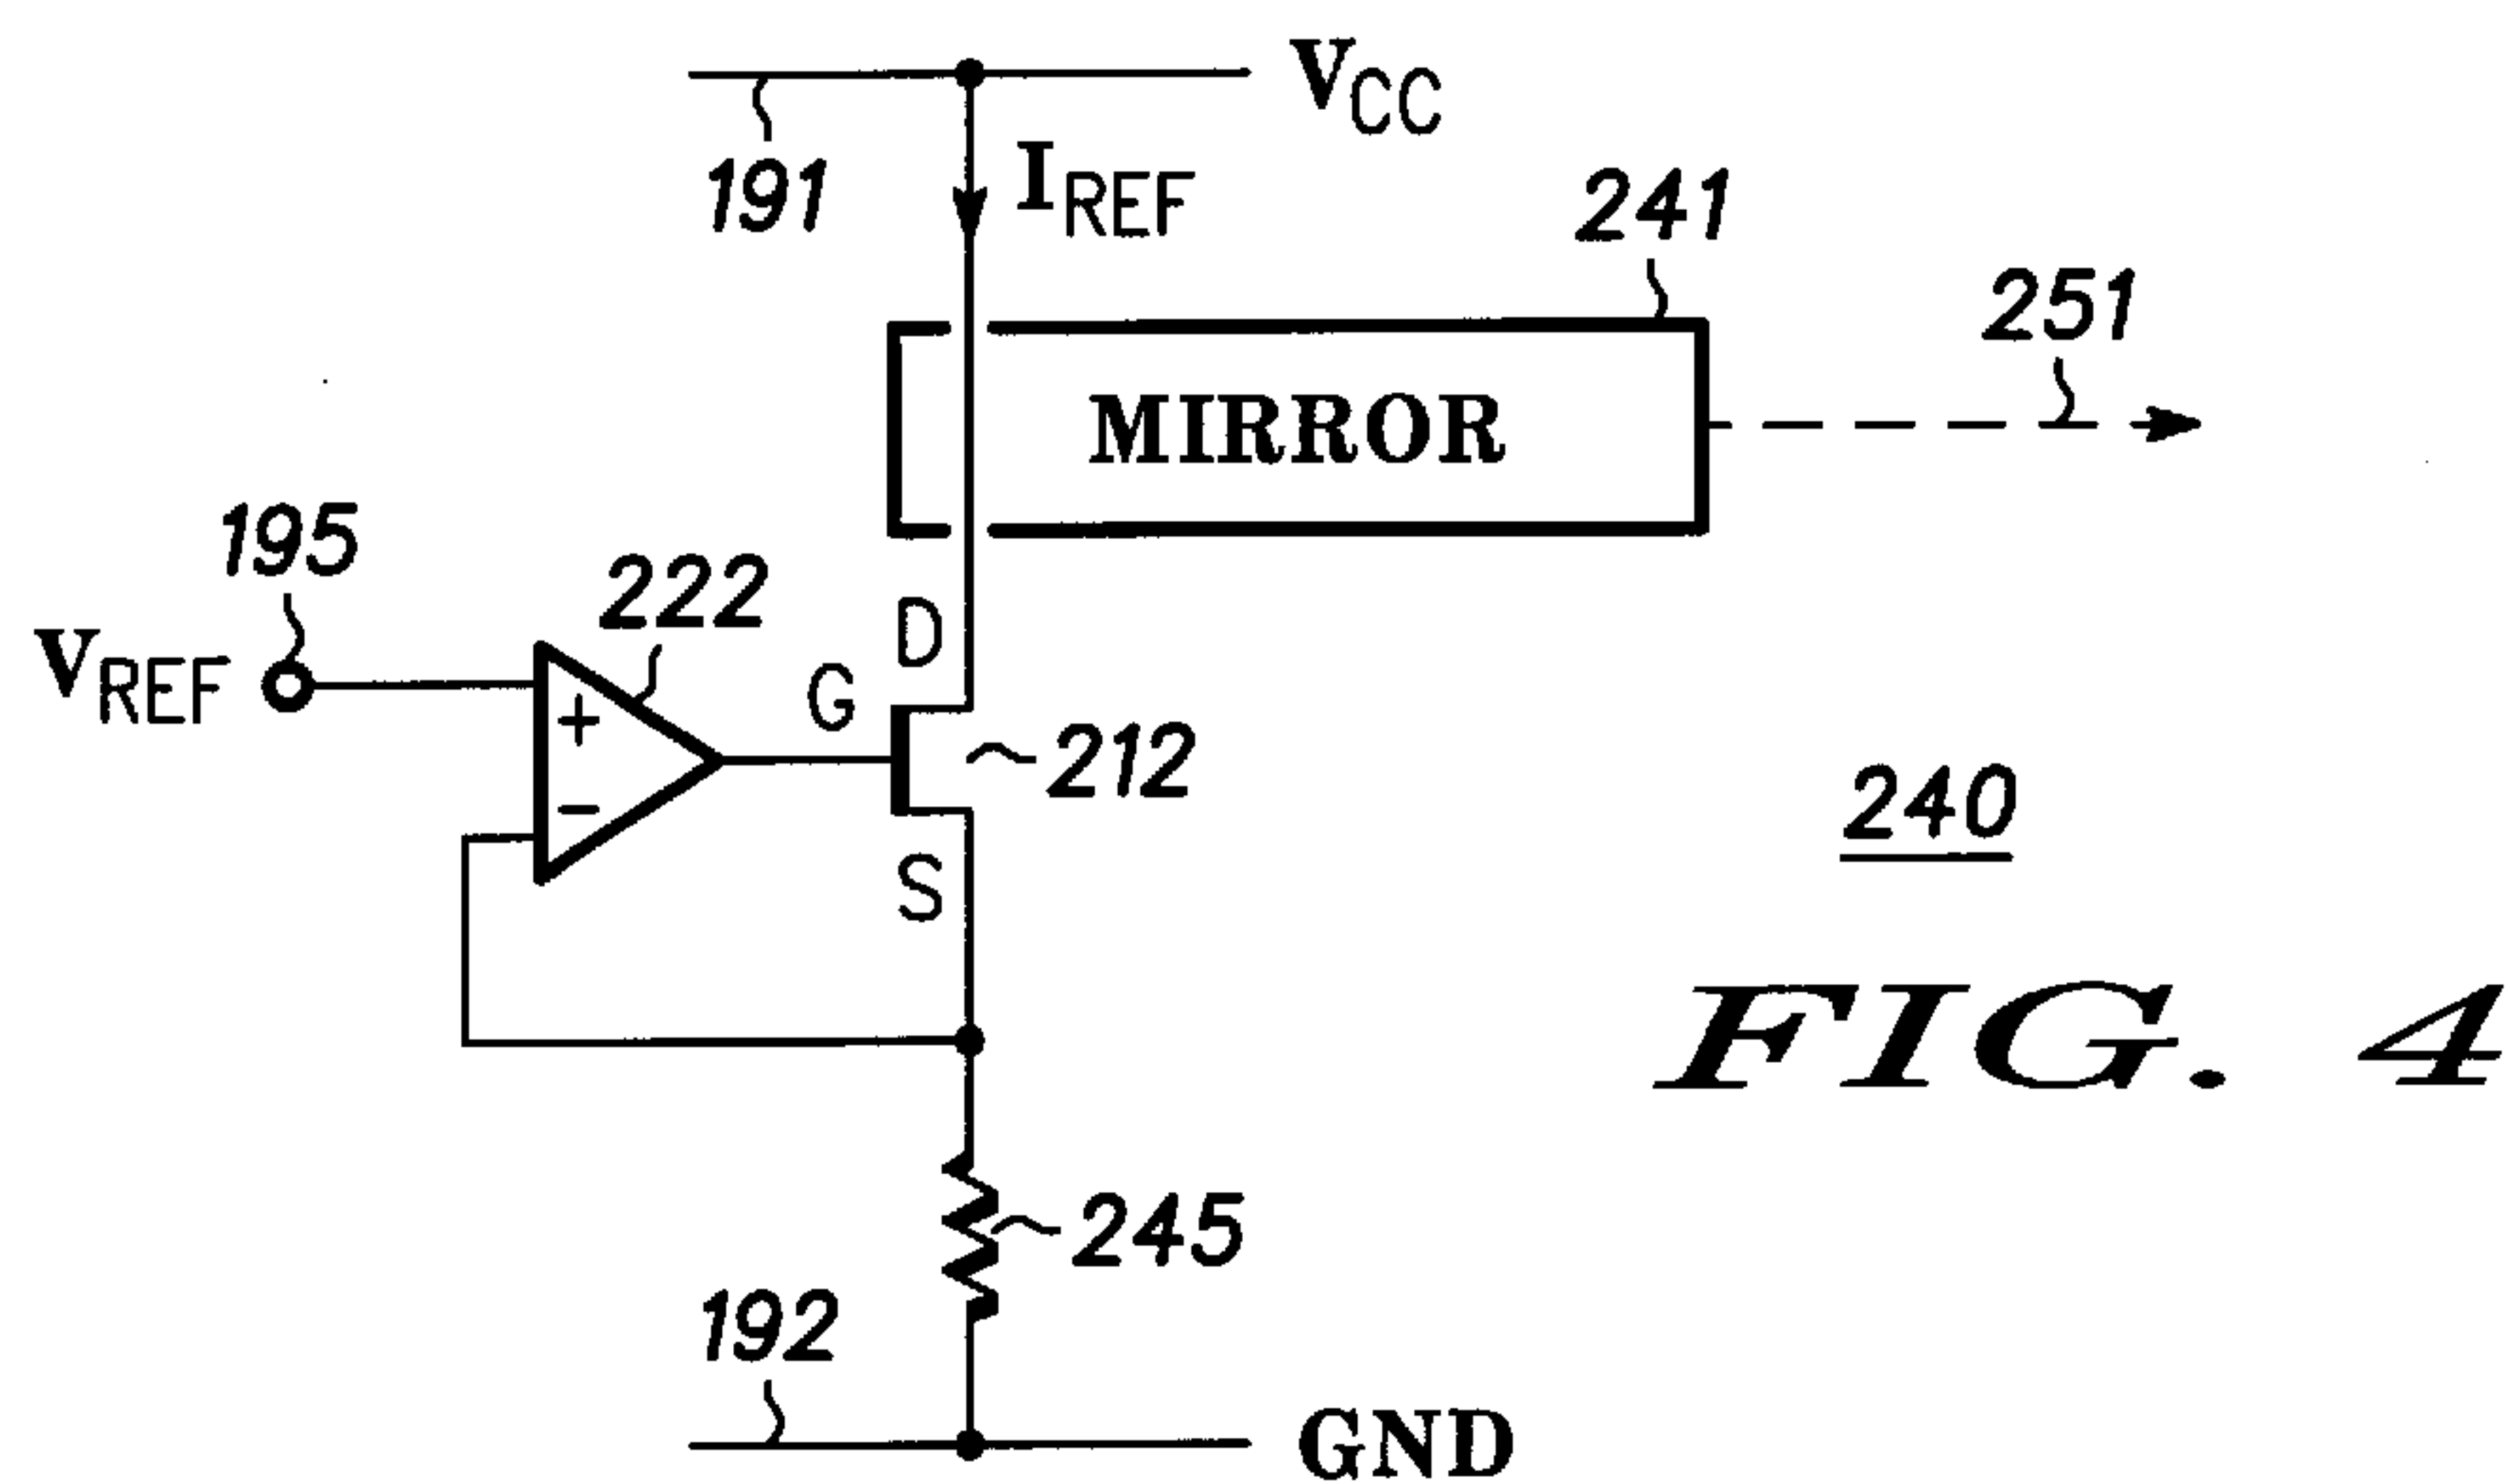 VCC
191
IREF
241
251
MIRROR
195
222
VREF
D
G
+
212
−
240
S
FIG. 4
245
192
GND